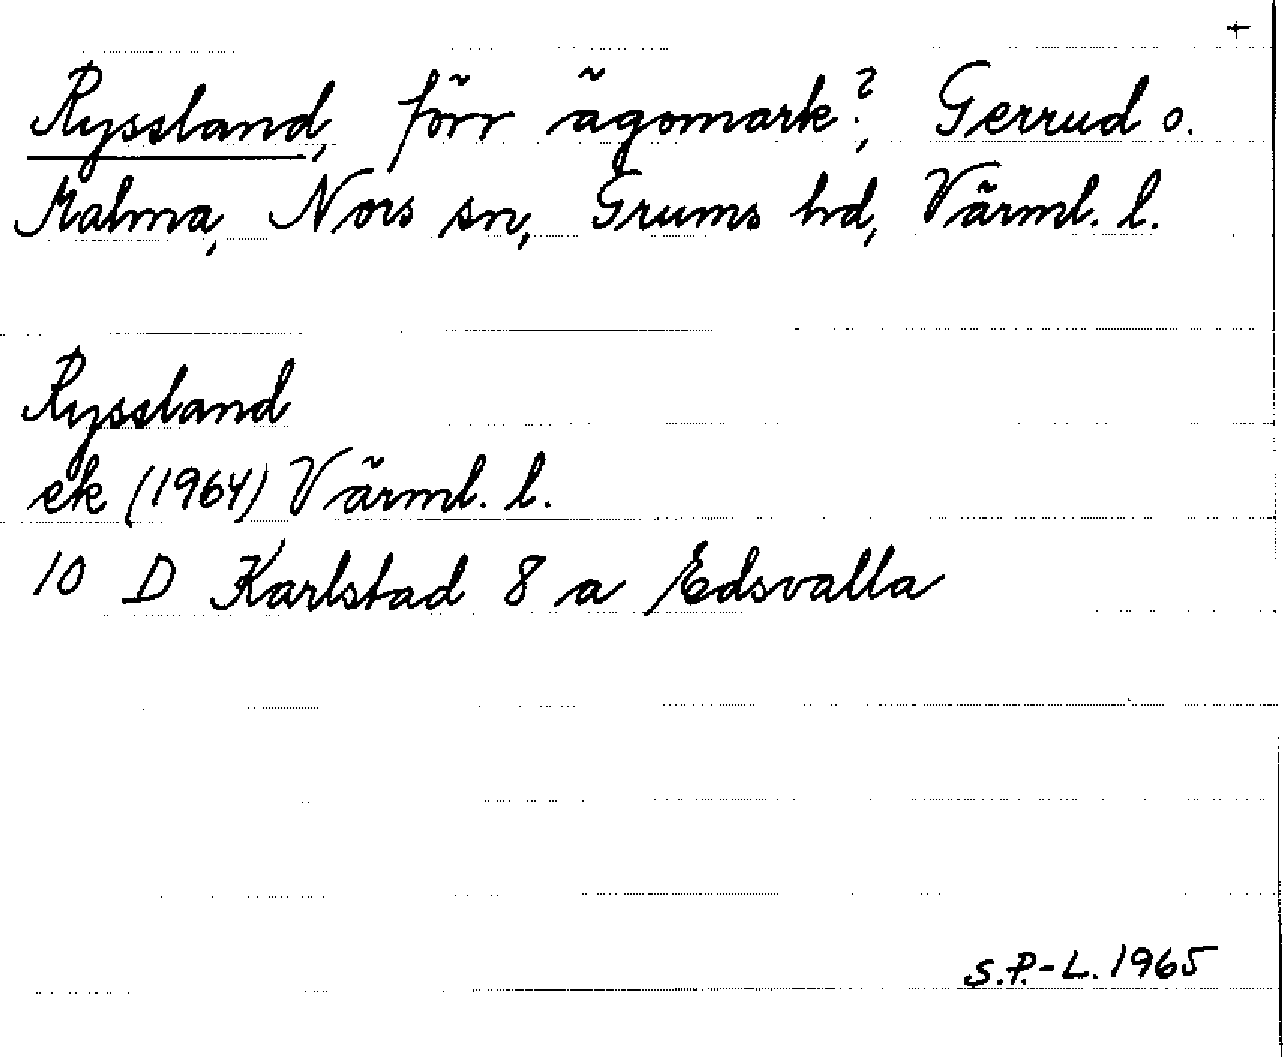 Ryssland, förr ägomark?, Gerrud o.
Malma, Nors sn, Grums hd, Värml. l.
Ryssland
ek (1964) Värml. l.
10 D Karlstad 8 a Edsvalla
S.P.-L. 1965